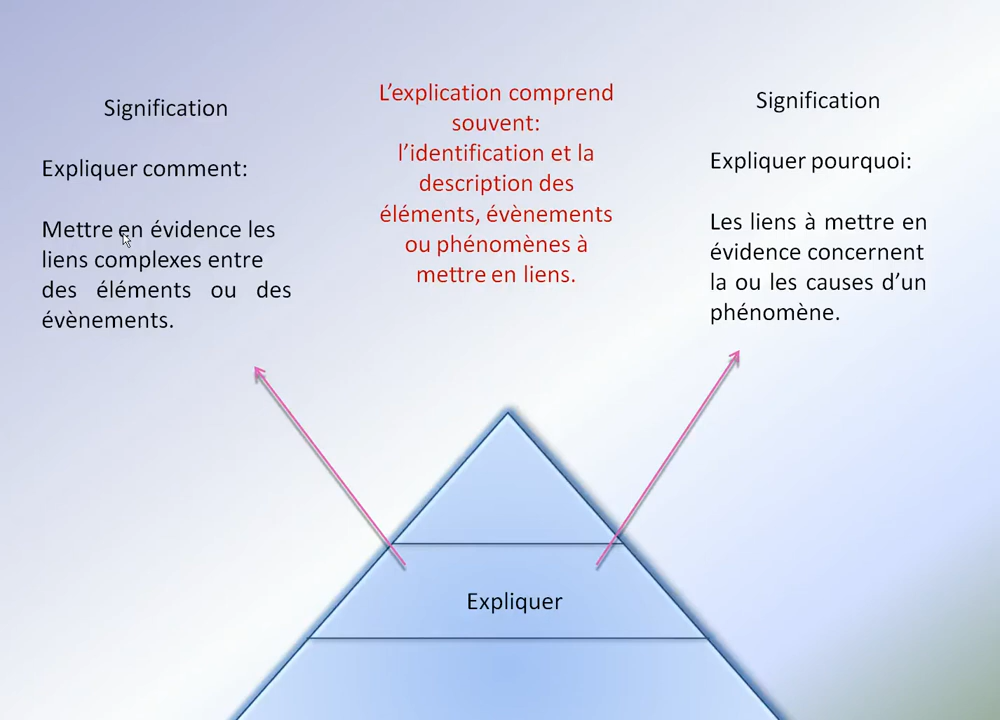 Signification
Expliquer comment:
Mettre en évidence les
liens complexes entre
des éléments ou des
évènements.
L'explication comprend
souvent:
l'identification et la
description des
éléments, évènements
ou phénomènes à
mettre en liens.
Signification
Expliquer pourquoi:
Les liens à mettre en
évidence concernent
la ou les causes d'un
phénomène.
Expliquer